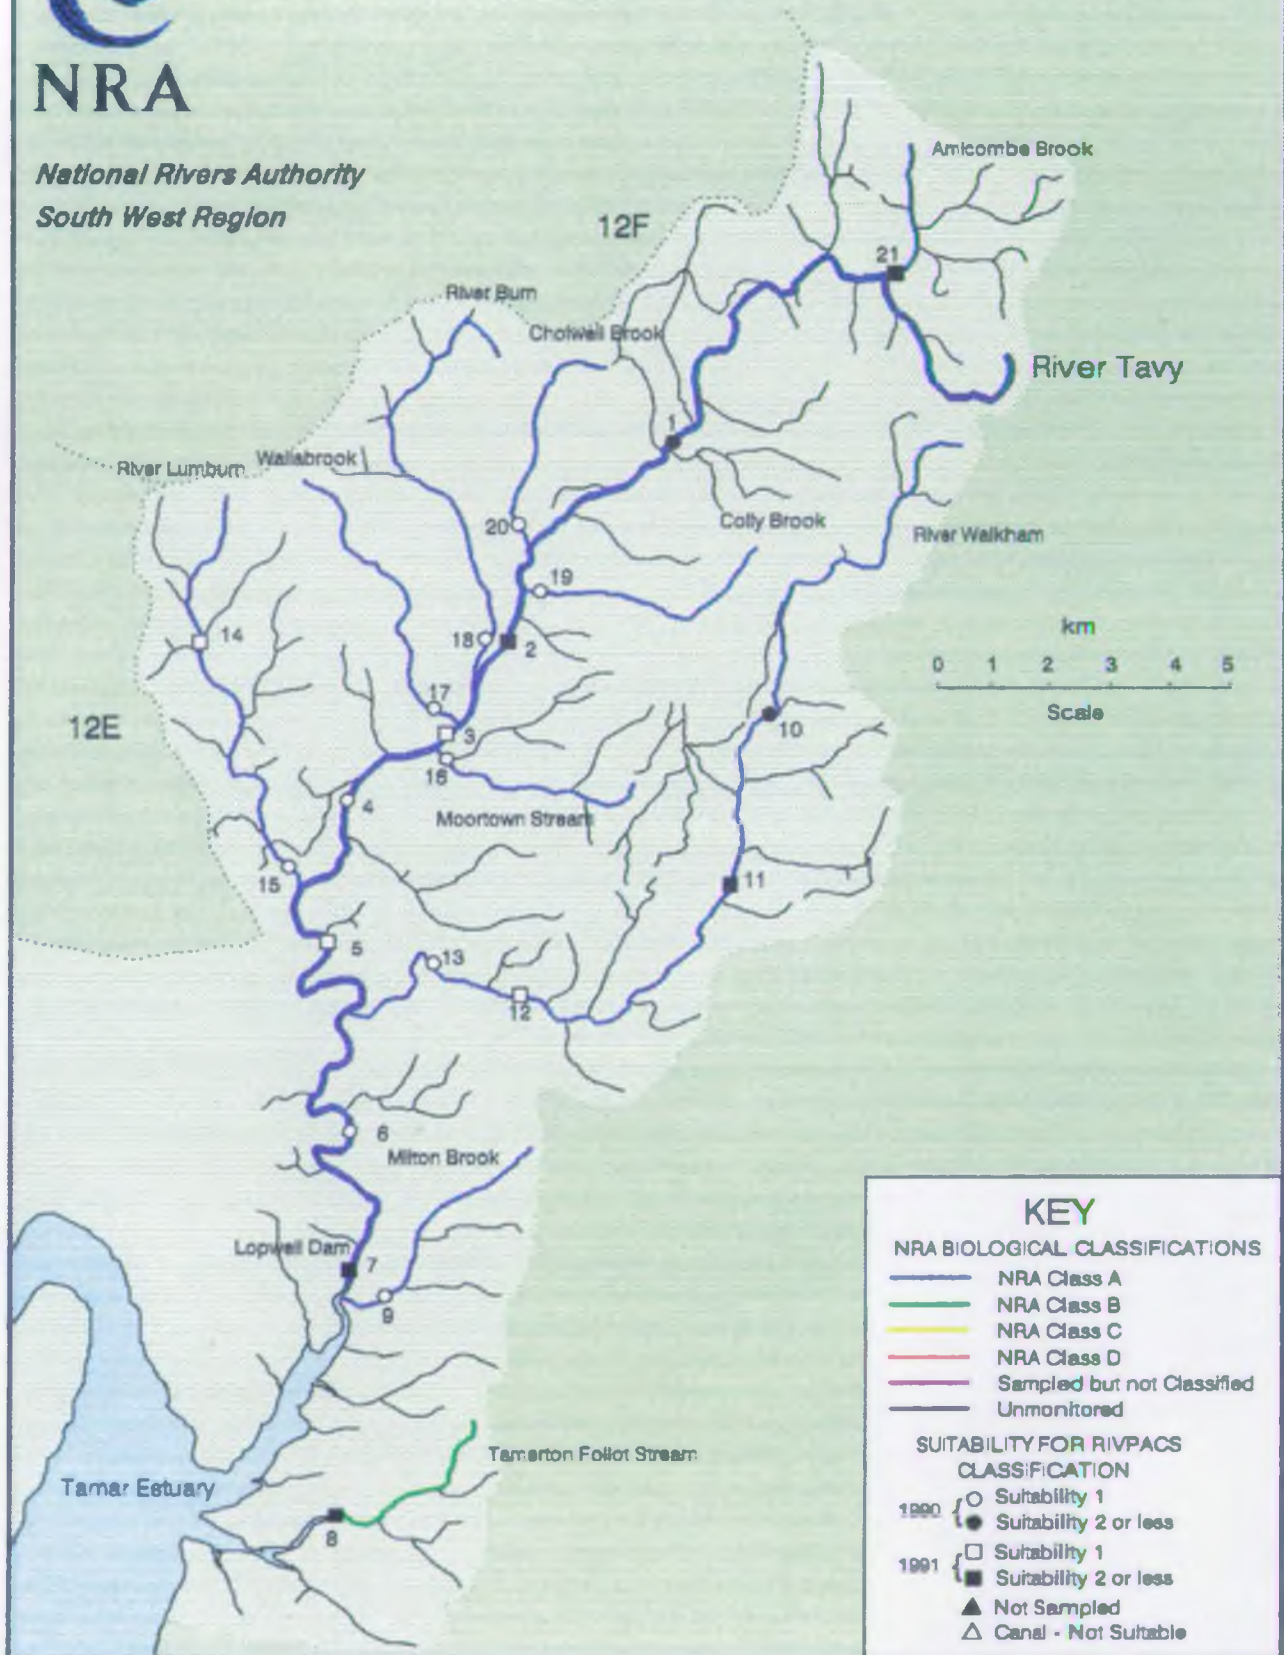 NRA
National Rivers Authority
South West Region
Amicombe Brook
12F
21
River Burn
Cholwell Brook
River Tavy
1
Wallabrook
River Lumburn
20
Colly Brook
River Walkham
19
km
14
18
2
0 1 2 3 4 5
17
Scale
12E
3
10
16
4
Moortown Stream
15
11
5
13
12
6
Milton Brook
Lopwell Dam
7
9
Tamerton Foliot Stream
Tamar Estuary
8
KEY
NRA BIOLOGICAL CLASSIFICATIONS
NRA Class A
NRA Class B
NRA Class C
NRA Class D
Sampled but not Classified
Unmonitored
SUITABILITY FOR RIVPACS
CLASSIFICATION
1990
Suitability 1
Suitability 2 or less
1991
Suitability 1
Suitability 2 or less
Not Sampled
Canal - Not Suitable